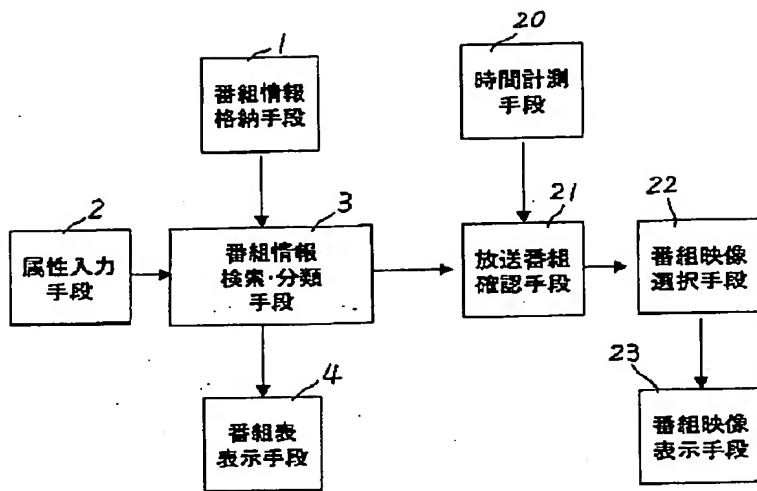 1
20
番組情報
格納手段
時間計測
手段
2
3
21
22
属性入力
手段
番組情報
検索・分類
手段
放送番組
確認手段
番組映像
選択手段
4
23
番組表
表示手段
番組映像
表示手段